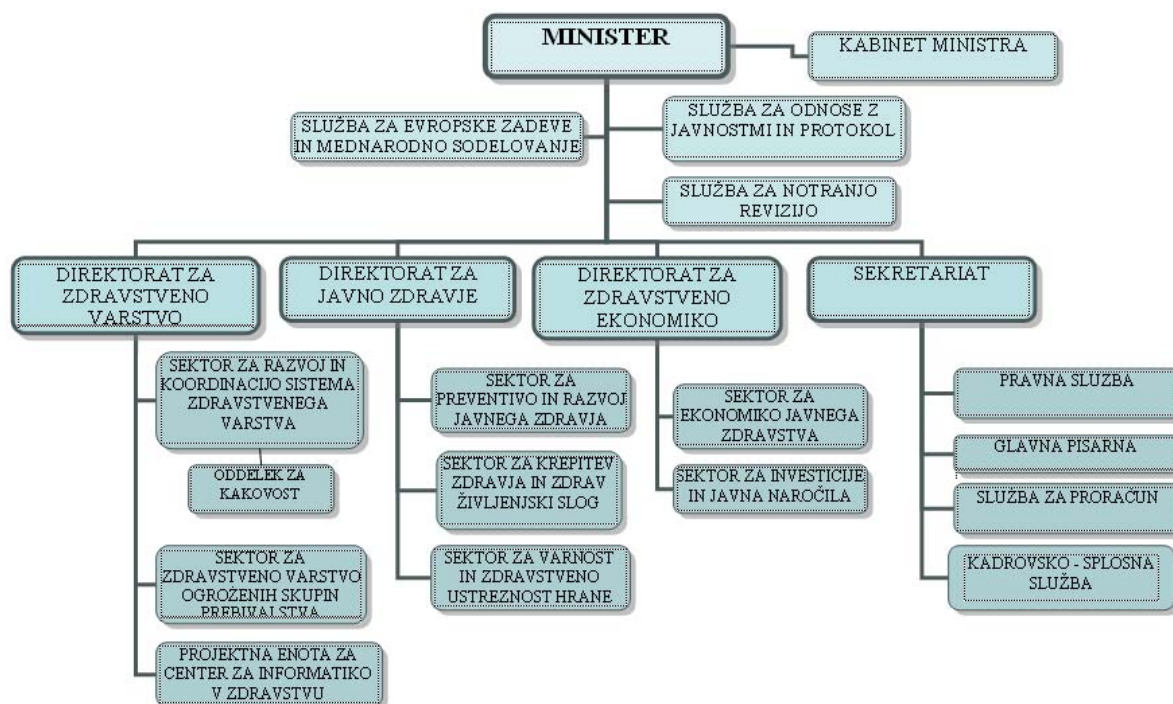 MINISTER
KABINET MINISTRA
SLUŽBA ZA EVROPSKE ZADEVE
IN MEDNARODNO SODELOVANJE
SLUŽBA ZA ODNOSE Z
JAVNOSTMI IN PROTOKOL
SLUŽBA ZA NOTRANJO
REVIZIJO
DIREKTORAT ZA
ZDRAVSTVENO
VARSTVO
SEKTOR ZA RAZVOJ IN
KOORDINACIJO SISTEMA
ZDRAVSTVENEGA
VARSTVA
ODDELEK ZA
KAKOVOST
SEKTOR ZA
ZDRAVSTVENO VARSTVO
OGROŽENIH SKUPIN
PREBIVALSTVA
PROJEKTNA ENOTA ZA
CENTER ZA INFORMATIKO
V ZDRAVSTVU
DIREKTORAT ZA
JAVNO ZDRAVJE
SEKTOR ZA
PREVENTIVO IN RAZVOJ
JAVNEGA ZDRAVJA
SEKTOR ZA KREPITEV
ZDRAVJA IN ZDRAV
ŽIVLJENJSKI SLOG
SEKTOR ZA VARNOST
IN ZDRAVSTVENO
USTREZNOST HRANE
DIREKTORAT ZA
ZDRAVSTVENO
EKONOMIKO
SEKTOR ZA
EKONOMIKO JAVNEGA
ZDRAVSTVA
SEKTOR ZA INVESTICIJE
IN JAVNA NAROČILA
SEKRETARIAT
PRAVNA SLUŽBA
GLAVNA PISARNA
SLUŽBA ZA PRORAČUN
KADROVSKO - SPLOSNA
SLUŽBA